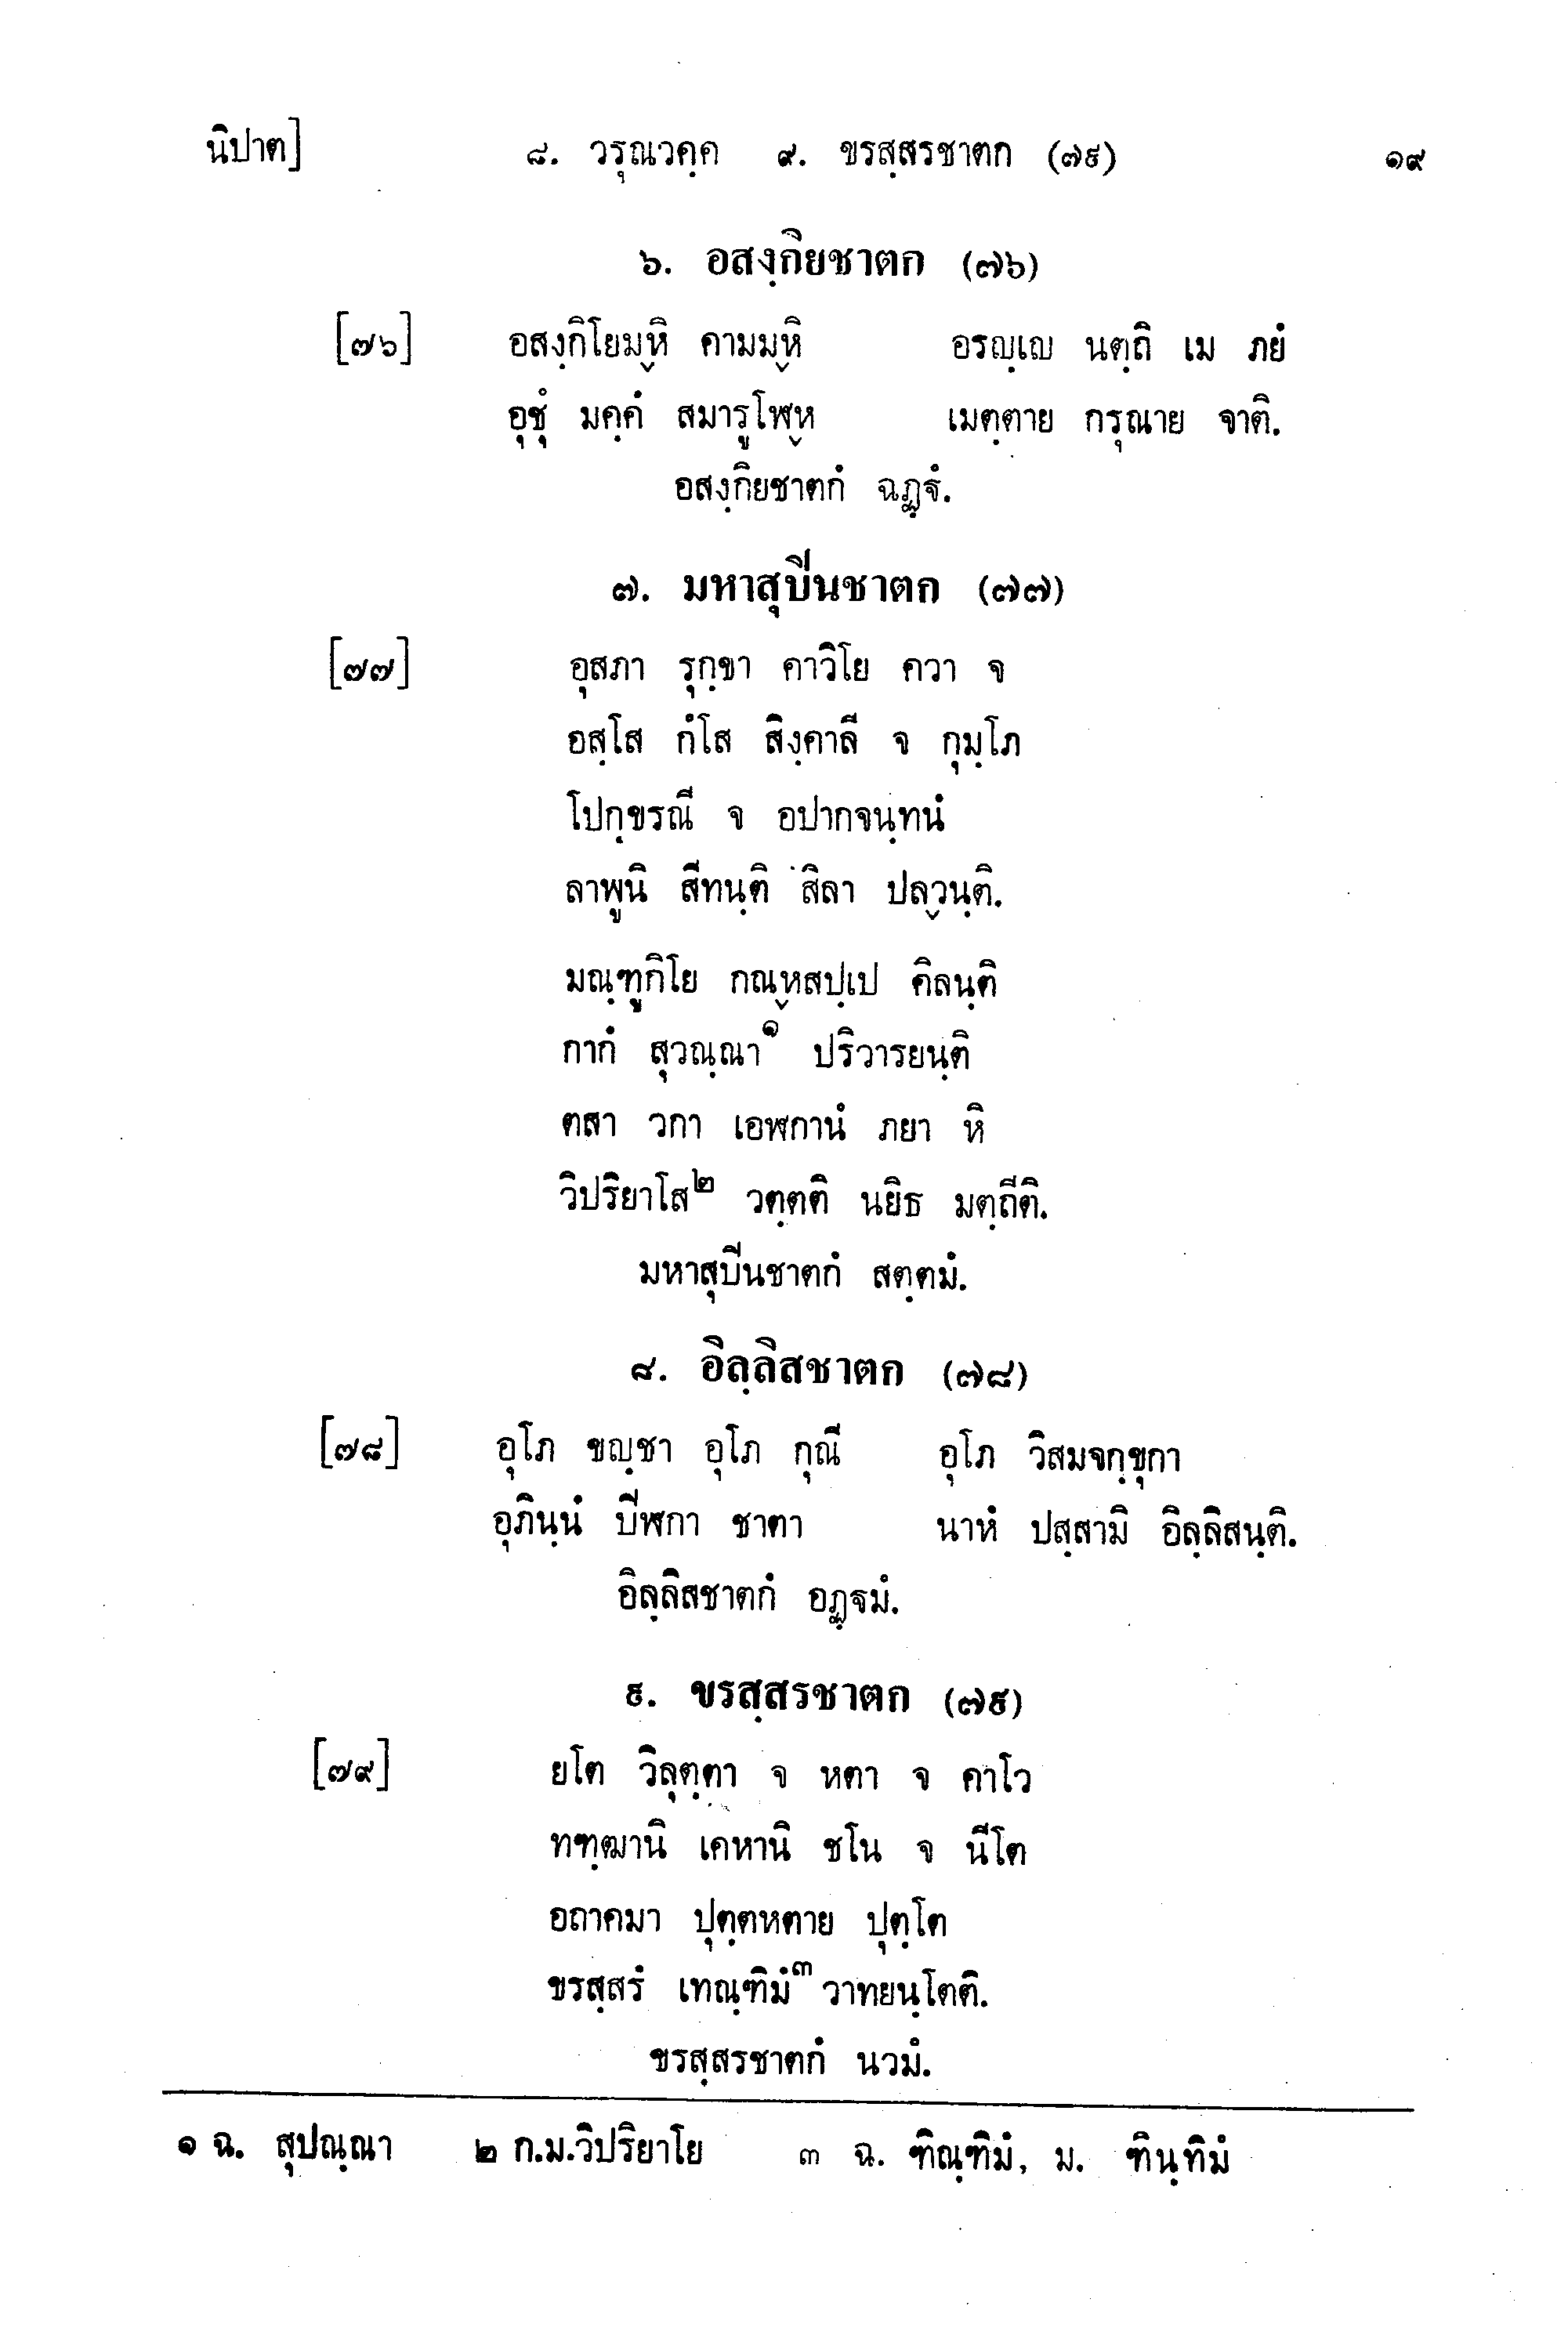 นิปาต] ๘. วรุณวคฺค ๙. ขรสฺสรชาตก (๗๙) ๑๙
๖. อสงฺกิยชาตก (๗๖)
[๗๖] อสงฺกิโยมฺหิ คามมฺหิ อรญฺเญ นตฺถิ เม ภยํ
อุชุํ มคฺคํ สมารูโฬฺห เมตฺตาย กรุณาย จาติ.
อสงฺกิยชาตกํ ฉฏฺฐํ.
๗. มหาสุบินชาตก (๗๗)
[๗๗] อุสภา รุกฺขา คาวิโย ควา จ
อสฺโส กํโส สิงฺคาลี จ กุมฺโภ
โปกฺขรณี จ อปากจนฺทนํ
ลาพูนิ สีทนฺติ สิลา ปลฺวนฺติ.
มณฺฑูกิโย กณฺหสปฺเป คิลนฺติ
กากํ สุวณฺณา๑ ปริวารยนฺติ
ตสา วกา เอฬกานํ ภยา หิ
วิปริยาโส๒ วตฺตติ นยิธ มตฺถีติ.
มหาสุบินชาตกํ สตฺตมํ.
๘. อิลฺลิสชาตก (๗๘)
[๗๘] อุโภ ขญฺชา อุโภ กุณี อุโภ วิสมจกฺขุกา
อุภินฺนํ ปีฬกา ชาตา นาหํ ปสฺสามิ อิลฺลิสนฺติ.
อิลฺลิสชาตกํ อฏฺฐมํ.
๙. ขรสฺสรชาตก (๗๙)
[๗๙] ยโต วิลุตฺตา จ หตา จ คาโว
ทฑฺฒานิ เคหานิ ชโน จ นีโต
อถาคมา ปุตฺตหตาย ปุตฺโต
ขรสฺสรํ เทณฺฑิมํ๓ วาทยนฺโตติ.
ขรสฺสรชาตกํ นวมํ.
๑ ฉ. สุปณฺณา ๒ ก.ม.วิปริยาโย ๓ ฉ. ฑิณฺฑิมํ, ม. ฑินฺทิมํ